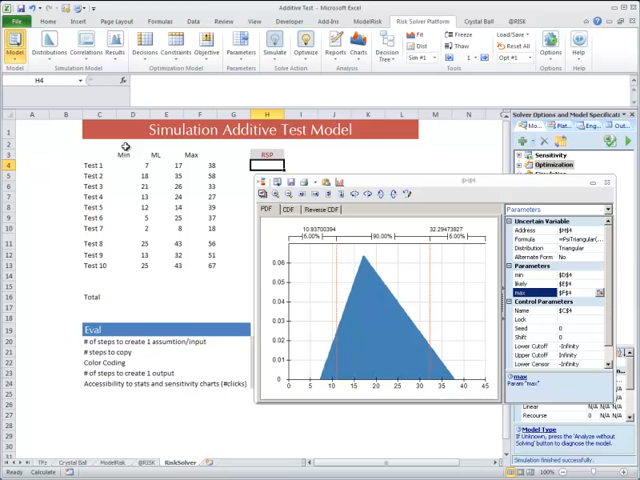 Additive Test - Microsoft Excel
File Home Insert Page Layout Formulas Data Review View Developer Add-Ins ModelRisk Risk Solver Platform Crystal Ball @RISK
Model Distributions Correlations Results Decisions Constraints Objective Parameters Simulate Optimize Reports Charts Decision Tree Fit Dist Sim #1 Freeze 1 Load/Save Reset All Options Help
Model Simulation Model Optimization Model Parameters Solve Action Analysis Tools Options Help
H4 fx
A B C D E F G H I J K L M N
Simulation Additive Test Model
Min ML Max RSP
Test 1 7 17 38
Test 2 18 35 58
Test 3 21 26 33
Test 4 13 24 27
Test 5 12 14 39
Test 6 5 25 37
Test 7 2 8 18
Test 8 25 43 56
Test 9 13 32 58
Test 10 25 43 67
Total
Eval
# of steps to create 1 assumtion/input
# steps to copy
Color Coding
# of steps to create 1 output
Accessibility to stats and sensitivity charts (#clicks)
$H$4
PDF CDF Reverse CDF
10.93700394 32.29473927
5.00% 90.00% 5.00%
0.06
0.05
0.04
0.03
0.02
0.01
0
0 5 10 15 20 25 30 35 40 45
Parameters
Uncertain Variable
Address $H$4
Formula =PsiTriangular(...
Distribution Triangular
Alternate Form No
Parameters
min $D$4
likely $E$4
max $F$4
Control Parameters
Name $C$4
Lock
Seed 0
Shift 0
Lower Cutoff -Infinity
Upper Cutoff Infinity
Lower Censor -Infinity
max
Param "max"
Solver Options and Model Specifica...
Mo... Plat... Eng... Out...
Sensitivity
Optimization
Simulation
Linear N/A N/A N/A
Recourse 0 N/A N/A
Model Type
If Unknown, press the 'Analyze without Solving' button to diagnose the model.
Simulation finished successfully.
TPz Crystal Ball ModelRisk @RISK RiskSolver
Ready Calculate 100%